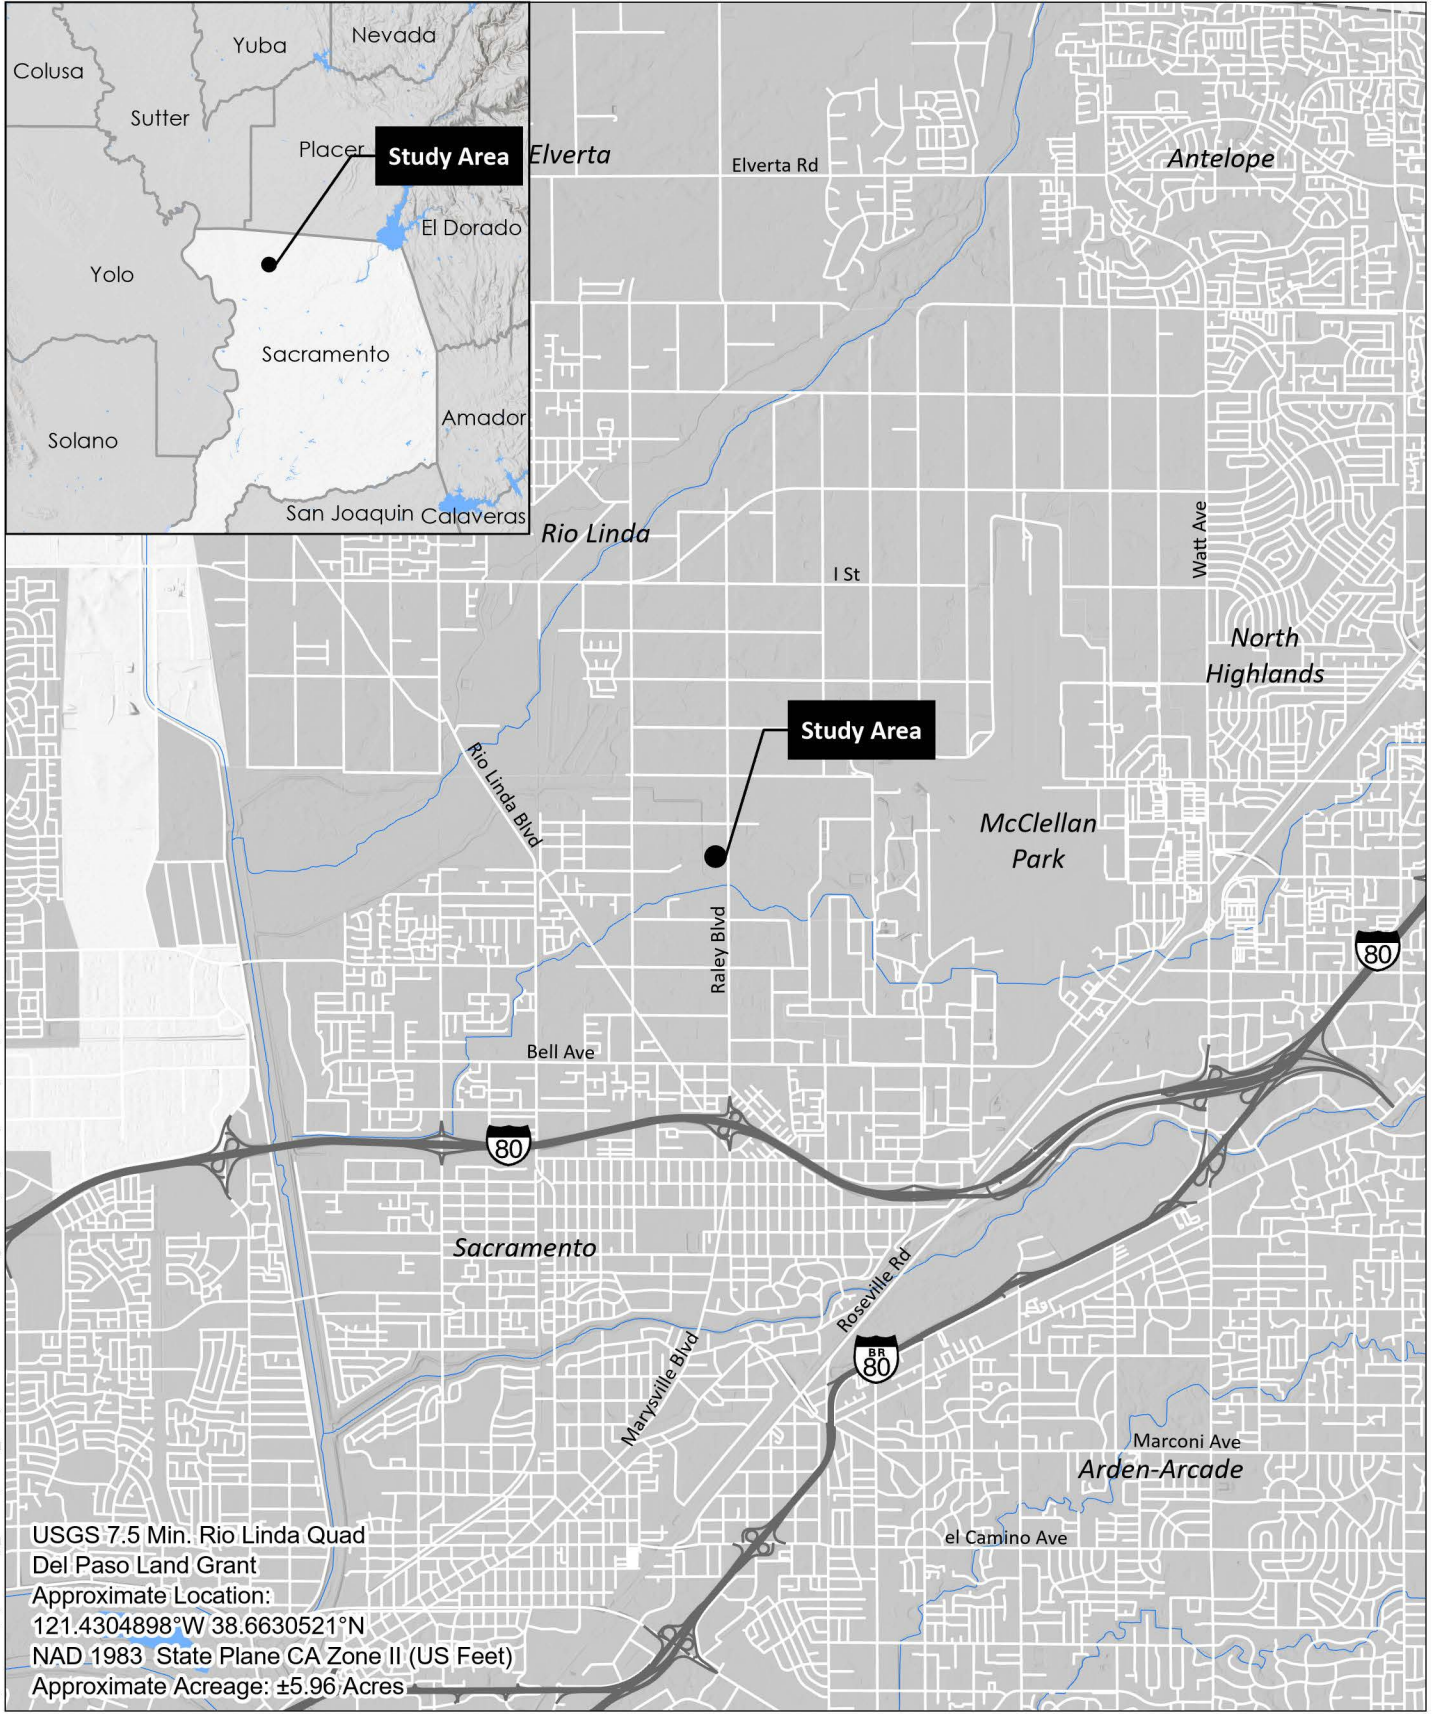 Nevada
Yuba
Colusa
Sutter
Placer
Study Area
El Dorado
Yolo
Sacramento
Amador
Solano
San Joaquin
Calaveras
Elverta
Elverta Rd
Antelope
Rio Linda
Watt Ave
I St
North
Highlands
Study Area
Rio Linda Blvd
McClellan
Park
Raley Blvd
80
Bell Ave
80
Sacramento
Roseville Rd
BR
80
Marysville Blvd
Marconi Ave
Arden-Arcade
el Camino Ave
USGS 7.5 Min. Rio Linda Quad
Del Paso Land Grant
Approximate Location:
121.4304898°W 38.6630521°N
NAD 1983  State Plane CA Zone II (US Feet)
Approximate Acreage: ±5.96 Acres